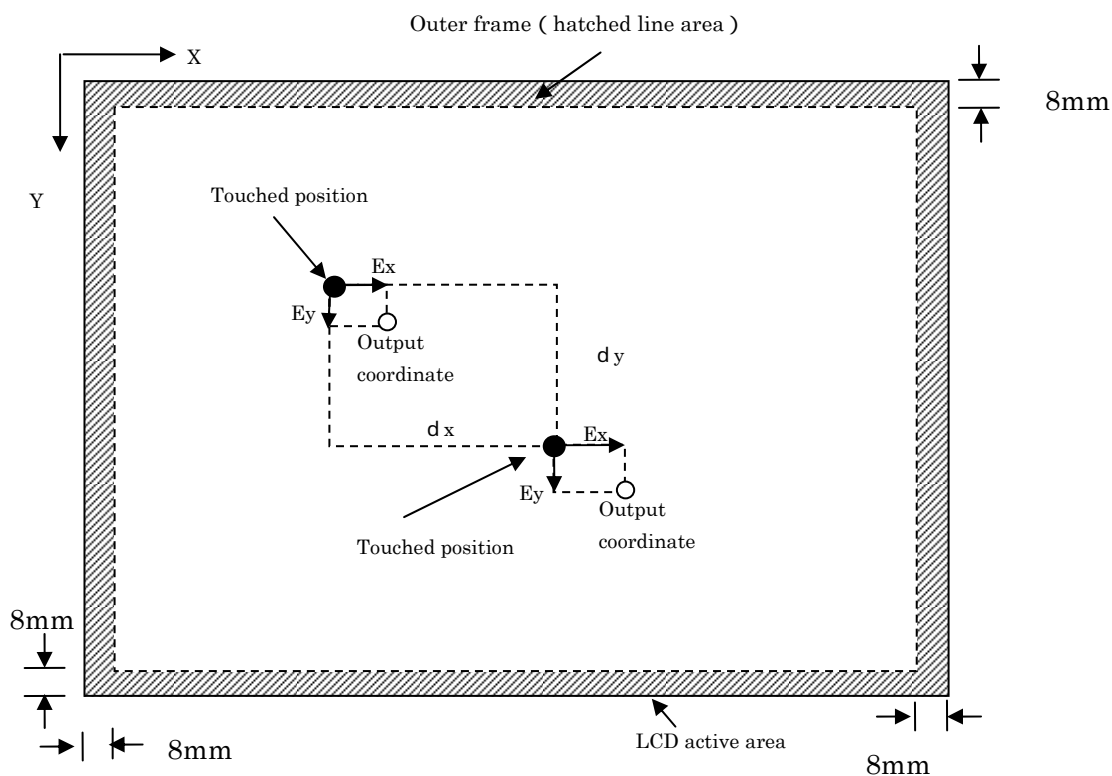 Outer frame ( hatched line area )
X
8mm
Y
Touched position
Ex
Ey
Output
coordinate
d y
d x
Ex
Ey
Output
coordinate
Touched position
8mm
8mm
LCD active area
8mm